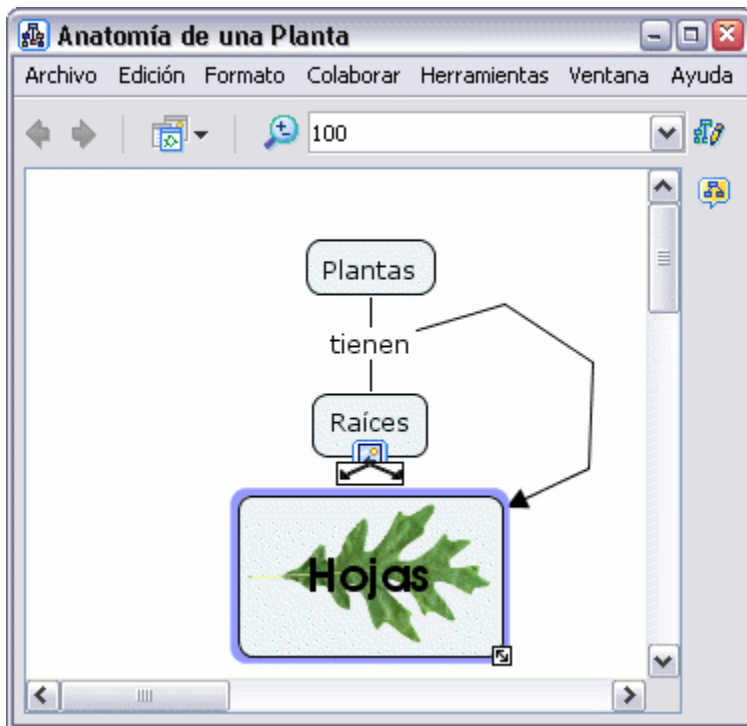 Anatomía de una Planta
Archivo Edición Formato Colaborar Herramientas Ventana Ayuda
100
Plantas
tienen
Raíces
Hojas